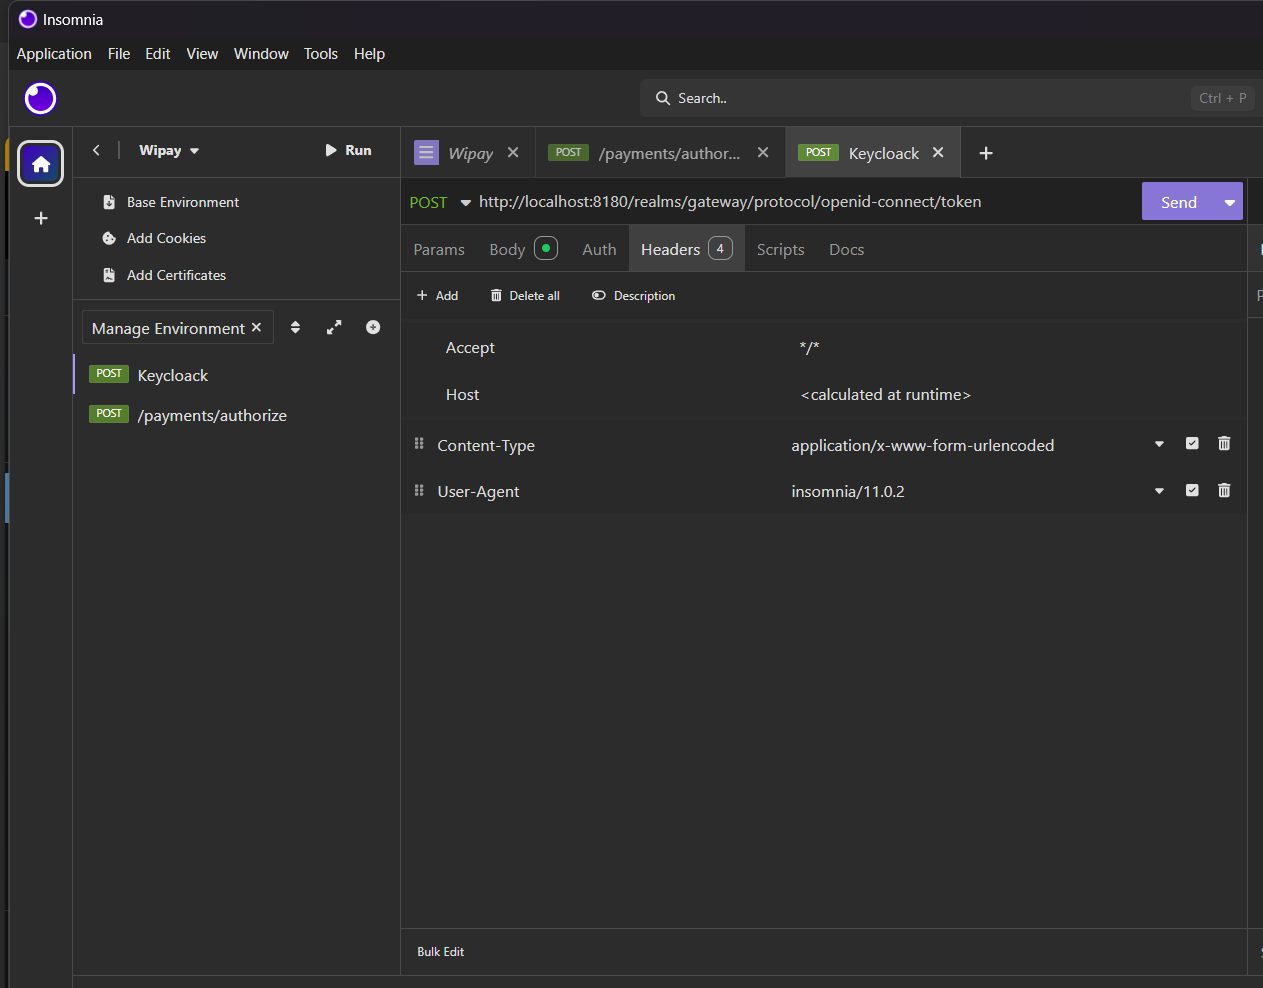 Insomnia
Application File Edit View Window Tools Help
Search.. Ctrl + P
Wipay Run
Wipay POST /payments/author... POST Keycloack
Base Environment
Add Cookies
Add Certificates
POST http://localhost:8180/realms/gateway/protocol/openid-connect/token Send
Params Body Auth Headers 4 Scripts Docs
Add Delete all Description
Manage Environment
POST Keycloack
POST /payments/authorize
Accept */*
Host <calculated at runtime>
Content-Type application/x-www-form-urlencoded
User-Agent insomnia/11.0.2
Bulk Edit